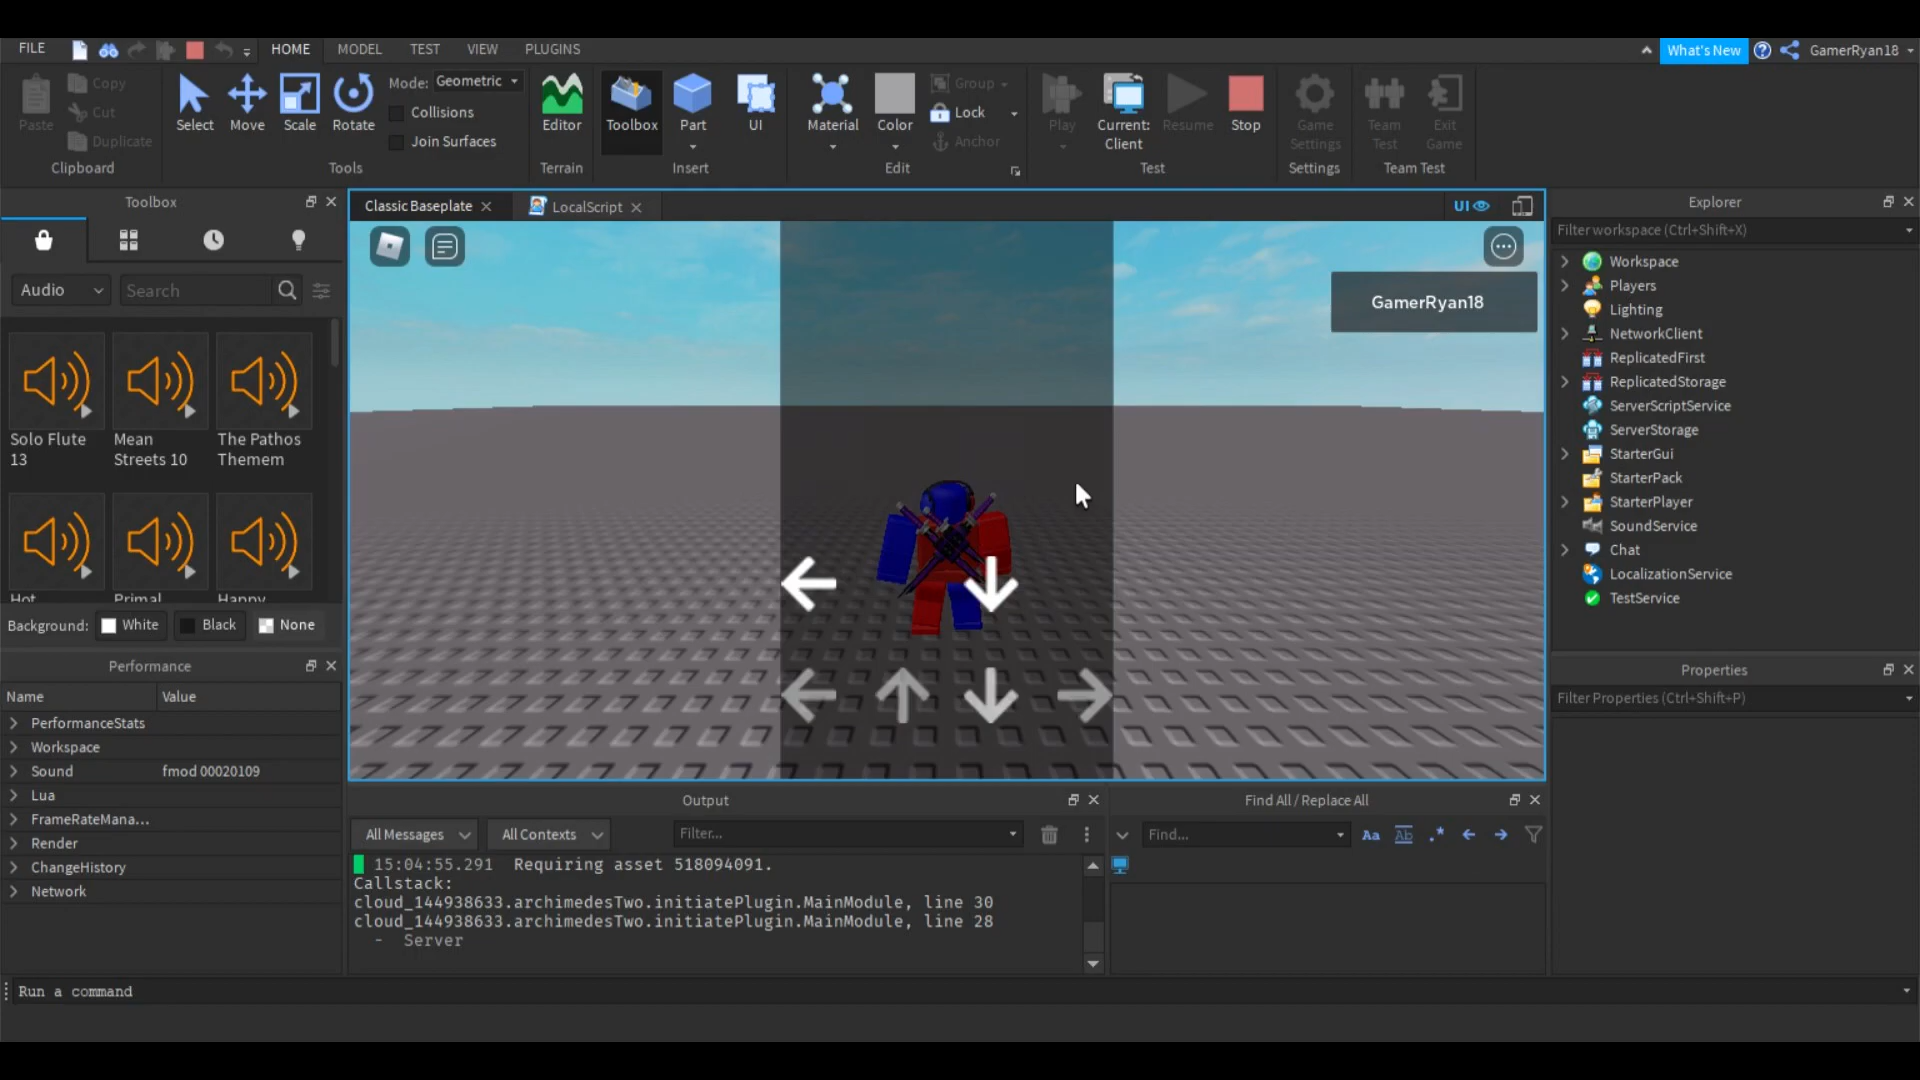 FILE HOME MODEL TEST VIEW PLUGINS What's New GamerRyan18
Paste Copy Cut Duplicate Clipboard
Select Move Scale Rotate Mode: Geometric Collisions Join Surfaces Tools
Editor Terrain
Toolbox Part UI Insert
Material Color Group Lock Anchor Edit
Play Current: Client Resume Stop Test
Game Settings Settings
Team Test Exit Game Team Test
Toolbox
Audio Search
Solo Flute 13
Mean Streets 10
The Pathos Themem
Hot Primal Happy
Background: White Black None
Performance
Name Value
PerformanceStats
Workspace
Sound fmod 00020109
Lua
FrameRateMana...
Render
ChangeHistory
Network
Classic Baseplate LocalScript UI
GamerRyan18
Output
All Messages All Contexts Filter...
15:04:55.291 Requiring asset 518094091.
Callstack:
cloud_144938633.archimedesTwo.initiatePlugin.MainModule, line 30
cloud_144938633.archimedesTwo.initiatePlugin.MainModule, line 28
- Server
Find All / Replace All
Find... Aa Ab .*
Explorer
Filter workspace (Ctrl+Shift+X)
Workspace
Players
Lighting
NetworkClient
ReplicatedFirst
ReplicatedStorage
ServerScriptService
ServerStorage
StarterGui
StarterPack
StarterPlayer
SoundService
Chat
LocalizationService
TestService
Properties
Filter Properties (Ctrl+Shift+P)
Run a command